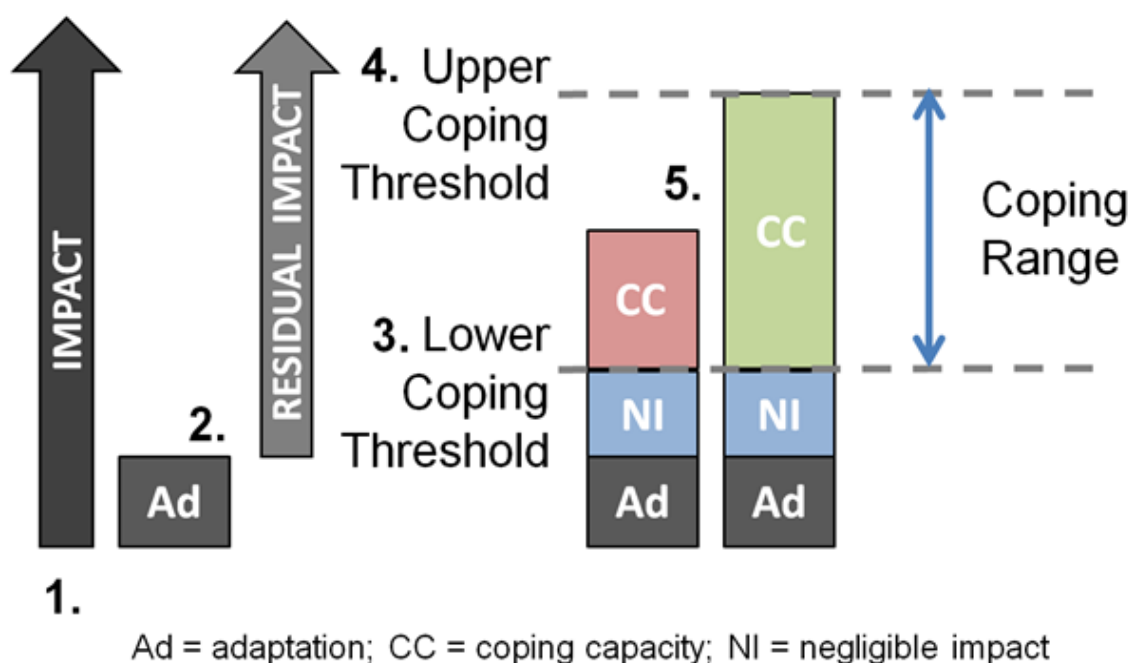 IMPACT
1.
2.
Ad
RESIDUAL IMPACT
4. Upper
Coping
Threshold
3. Lower
Coping
Threshold
5.
CC
NI
Ad
CC
NI
Ad
Coping
Range
Ad = adaptation; CC = coping capacity; NI = negligible impact